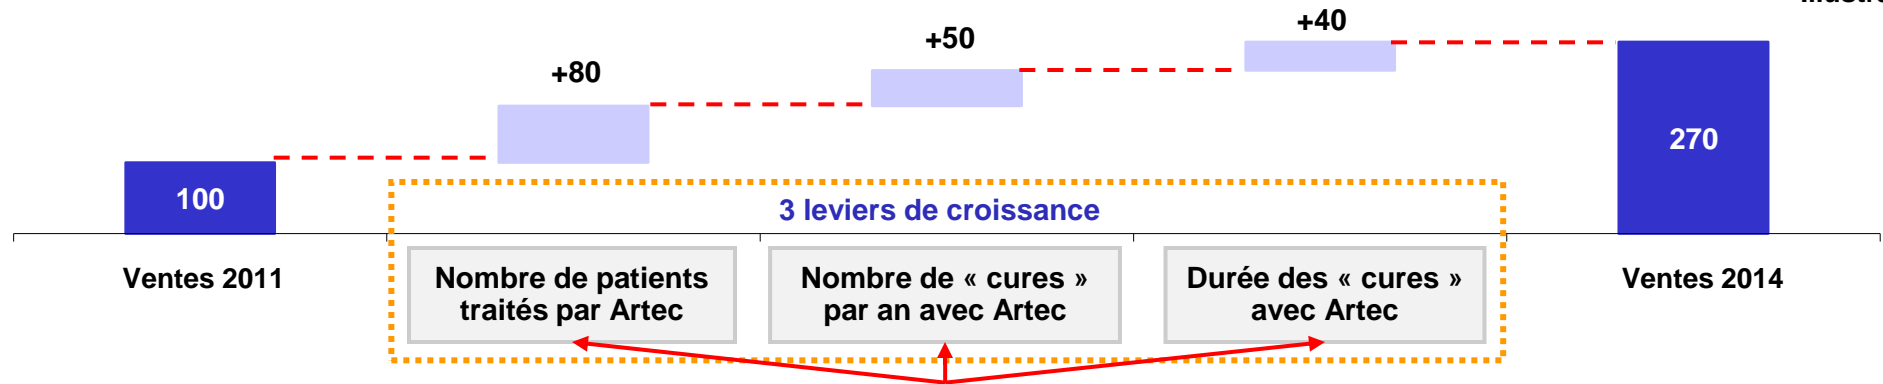 +80
+50
+40
100
270
3 leviers de croissance
Ventes 2011
Nombre de patients
traités par Artec
Nombre de « cures »
par an avec Artec
Durée des « cures »
avec Artec
Ventes 2014